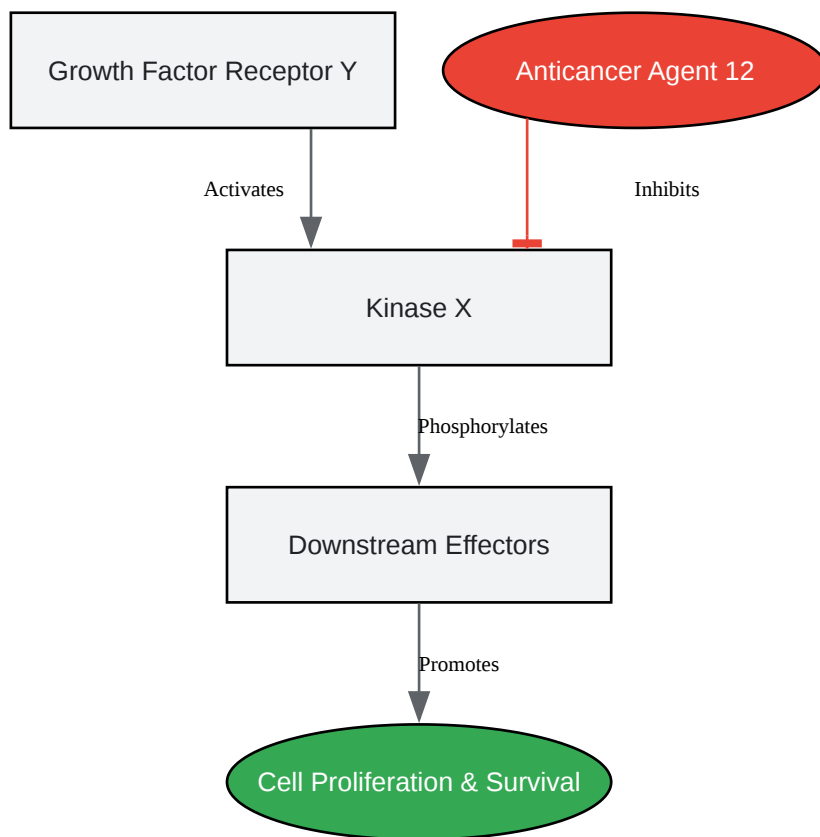 Growth Factor Receptor Y
Anticancer Agent 12
Activates
Inhibits
Kinase X
Phosphorylates
Downstream Effectors
Promotes
Cell Proliferation & Survival